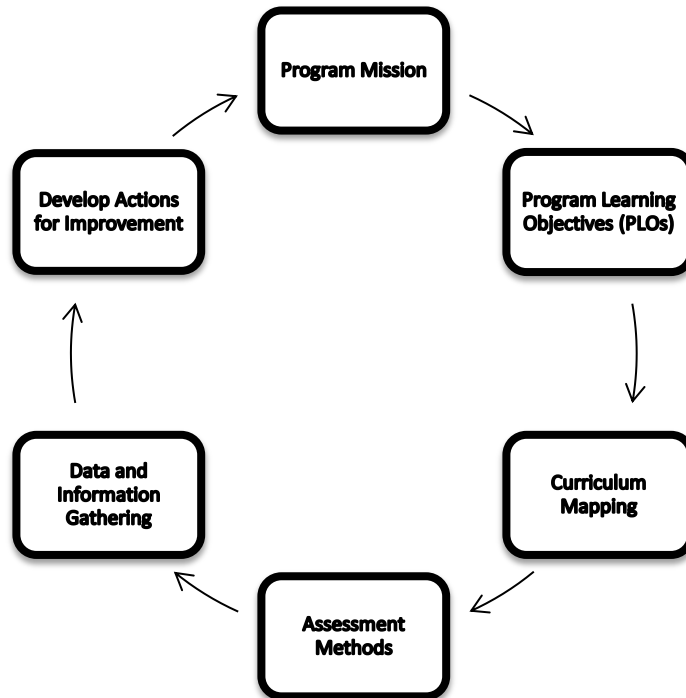 Program Mission
Program Learning
Objectives (PLOs)
Curriculum
Mapping
Assessment
Methods
Data and
Information
Gathering
Develop Actions
for Improvement